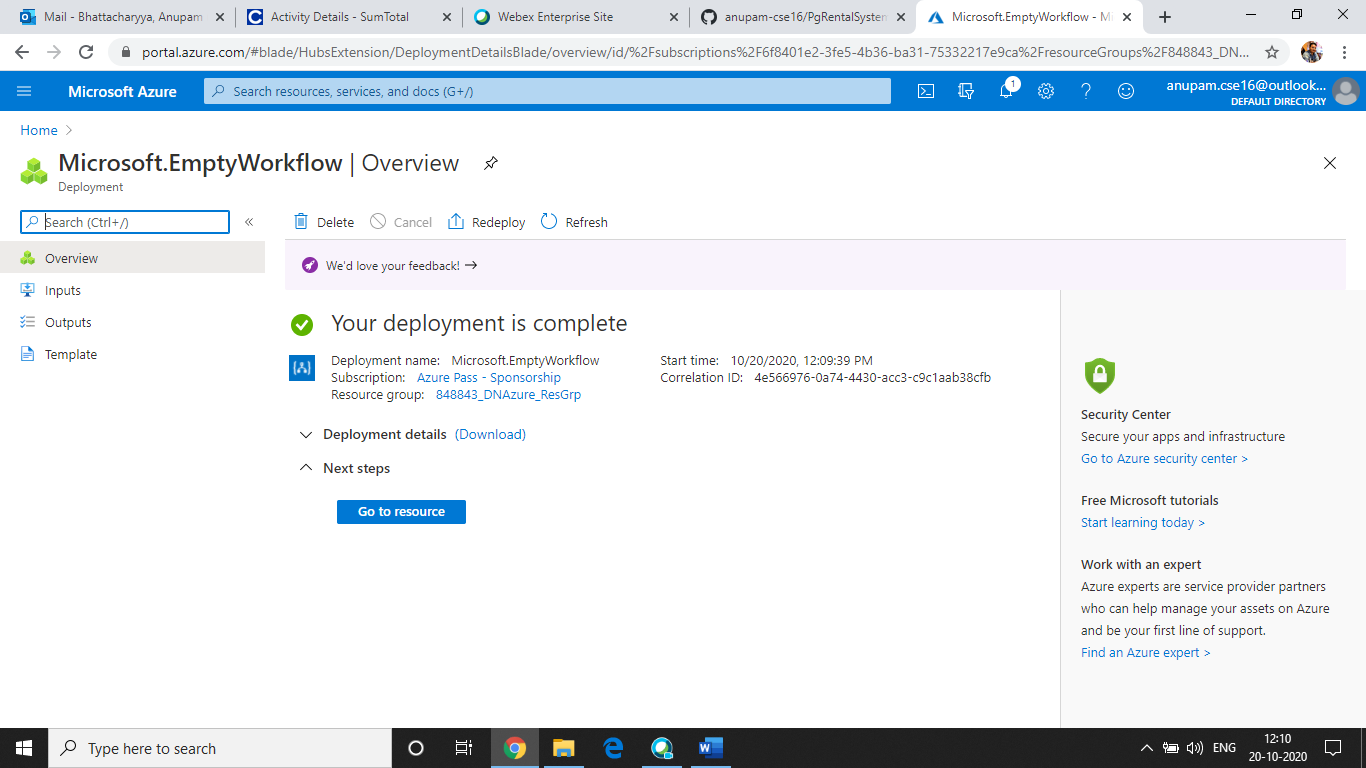 Mail - Bhattacharyya, Anupam
Activity Details - SumTotal
Webex Enterprise Site
anupam-cse16/PgRentalSystem
Microsoft.EmptyWorkflow - Mi
portal.azure.com/#blade/HubsExtension/DeploymentDetailsBlade/overview/id/%2Fsubscriptions%2F6f8401e2-3fe5-4b36-ba31-75332217e9ca%2FresourceGroups%2F848843_DN...
Microsoft Azure
Search resources, services, and docs (G+/)
1
anupam.cse16@outlook...
DEFAULT DIRECTORY
Home >
Microsoft.EmptyWorkflow | Overview
Deployment
Search (Ctrl+/)
«
Delete
Cancel
Redeploy
Refresh
Overview
Inputs
Outputs
Template
We'd love your feedback! →
Your deployment is complete
Deployment name: Microsoft.EmptyWorkflow
Subscription: Azure Pass - Sponsorship
Resource group: 848843_DNAzure_ResGrp
Start time: 10/20/2020, 12:09:39 PM
Correlation ID: 4e566976-0a74-4430-acc3-c9c1aab38cfb
Deployment details (Download)
Next steps
Go to resource
Security Center
Secure your apps and infrastructure
Go to Azure security center >
Free Microsoft tutorials
Start learning today >
Work with an expert
Azure experts are service provider partners
who can help manage your assets on Azure
and be your first line of support.
Find an Azure expert >
Type here to search
ENG
12:10
20-10-2020